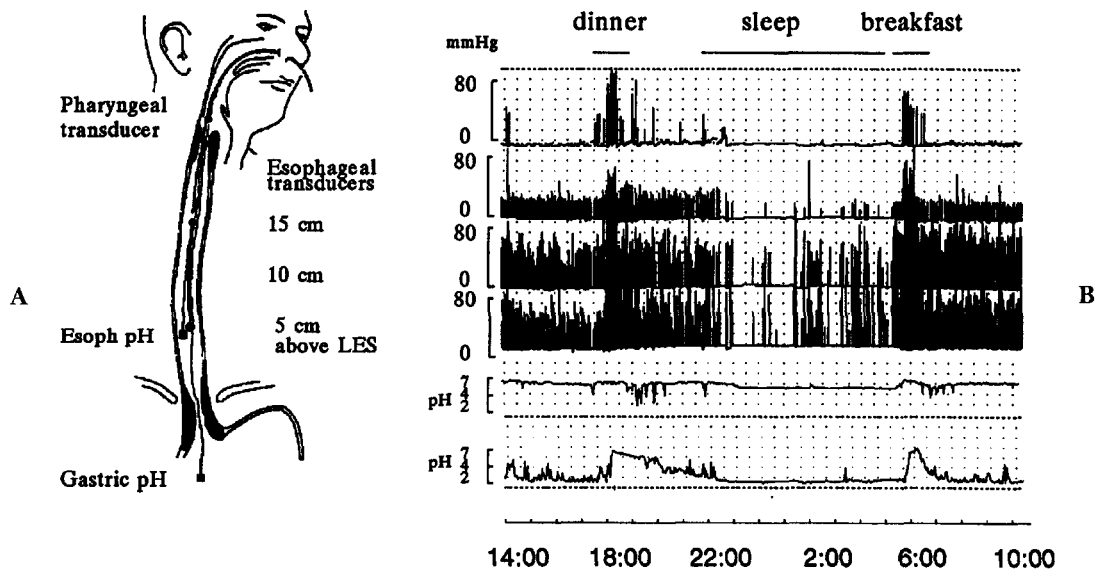 Pharyngeal
transducer
Esophageal
transducers
15 cm
10 cm
5 cm
above LES
Esoph pH
Gastric pH
A
dinner sleep breakfast
mmHg
80
0
80
0
80
0
80
0
pH 7 4 2
pH 7 4 2
14:00 18:00 22:00 2:00 6:00 10:00
B